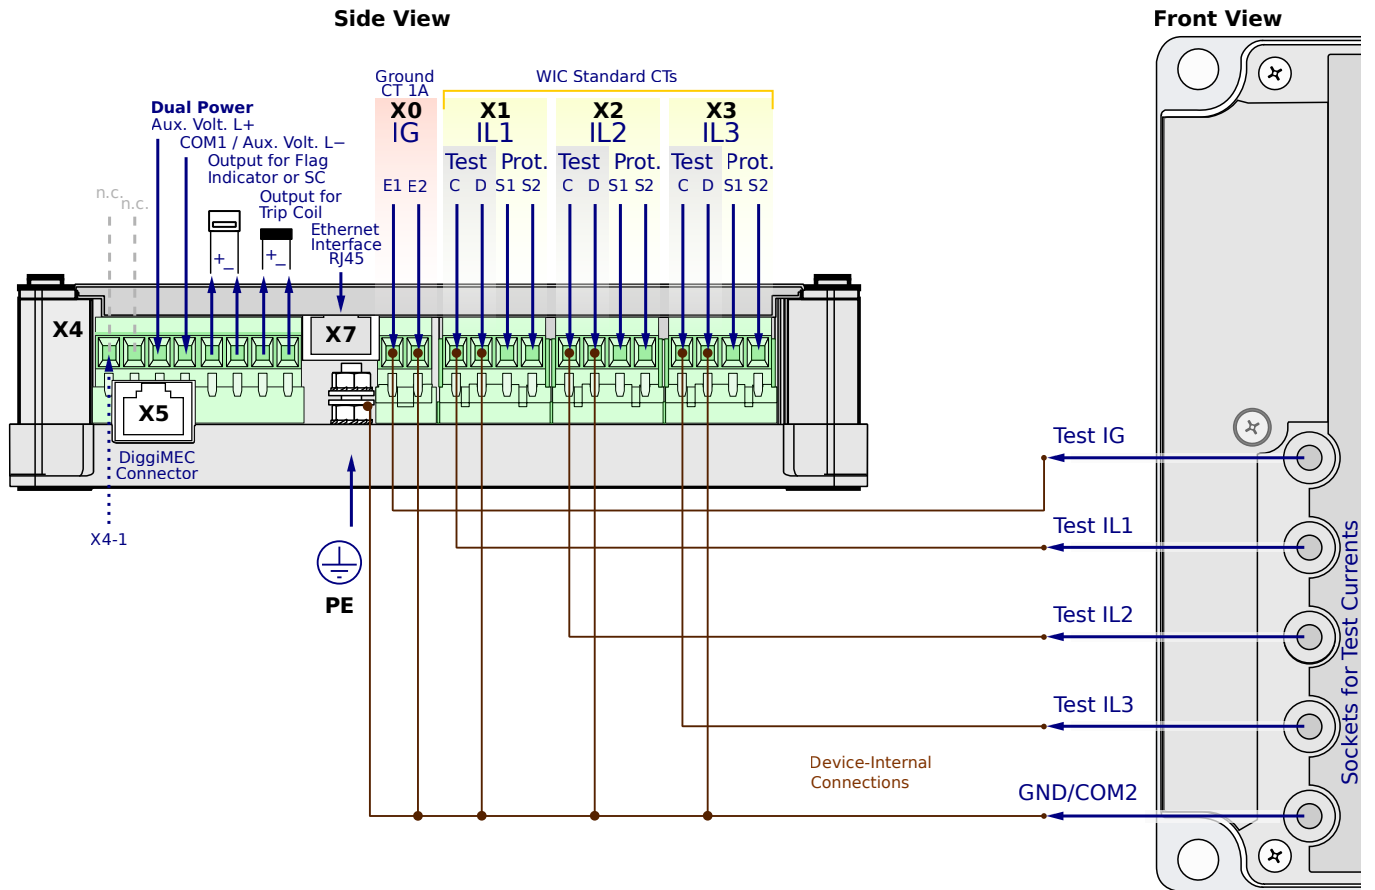 Side View
Front View
Ground
CT 1A
WIC Standard CTs
Dual Power
Aux. Volt. L+
COM1 / Aux. Volt. L−
Output for Flag
Indicator or SC
Output for
Trip Coil
Ethernet
Interface
RJ45
n.c.
n.c.
+
−
+
−
X0
IG
E1 E2
X1
IL1
Test Prot.
C D S1 S2
X2
IL2
Test Prot.
C D S1 S2
X3
IL3
Test Prot.
C D S1 S2
X4
X7
X5
DiggiMEC
Connector
X4-1
PE
Test IG
Test IL1
Test IL2
Test IL3
GND/COM2
Device-Internal
Connections
Sockets for Test Currents